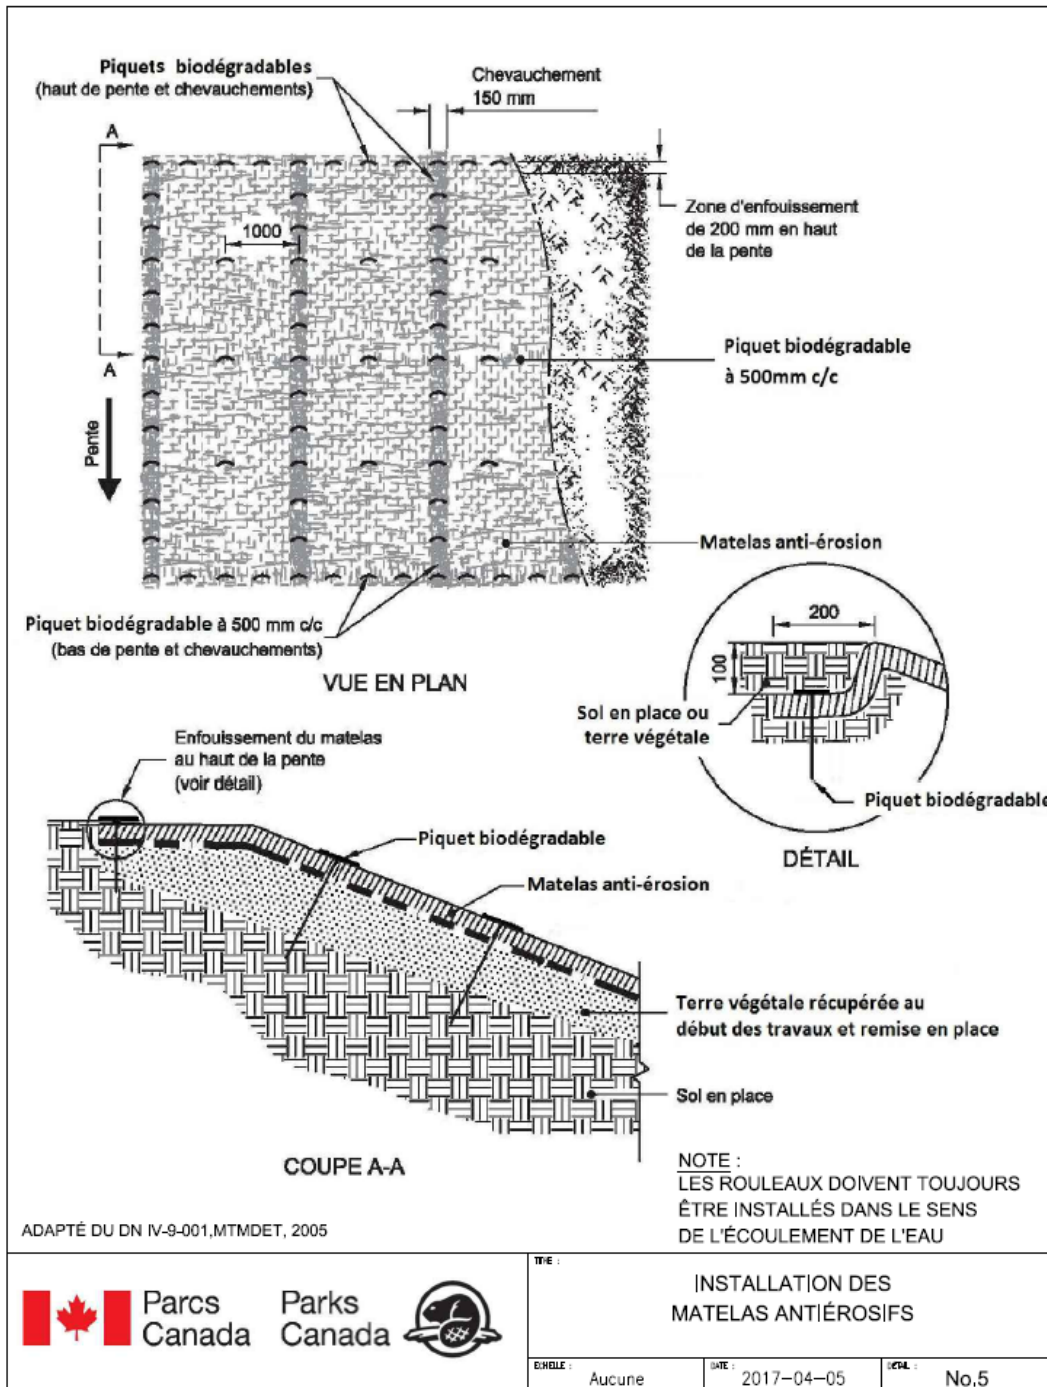 Piquets biodégradables
(haut de pente et chevauchements)
Chevauchement
150 mm
A
Zone d'enfouissement
de 200 mm en haut
de la pente
1000
Piquet biodégradable
à 500mm c/c
A
Pente
Matelas anti-érosion
Piquet biodégradable à 500 mm c/c
(bas de pente et chevauchements)
VUE EN PLAN
200
100
Sol en place ou
terre végétale
Piquet biodégradable
DÉTAIL
Enfouissement du matelas
au haut de la pente
(voir détail)
Piquet biodégradable
Matelas anti-érosion
Terre végétale récupérée au
début des travaux et remise en place
Sol en place
COUPE A-A
NOTE :
LES ROULEAUX DOIVENT TOUJOURS
ÊTRE INSTALLÉS DANS LE SENS
DE L'ÉCOULEMENT DE L'EAU
ADAPTÉ DU DN IV-9-001,MTMDET, 2005
Parcs
Canada
Parks
Canada
TITRE :
INSTALLATION DES
MATELAS ANTIÉROSIFS
ÉCHELLE :
Aucune
DATE :
2017-04-05
DÉTAIL :
No.5